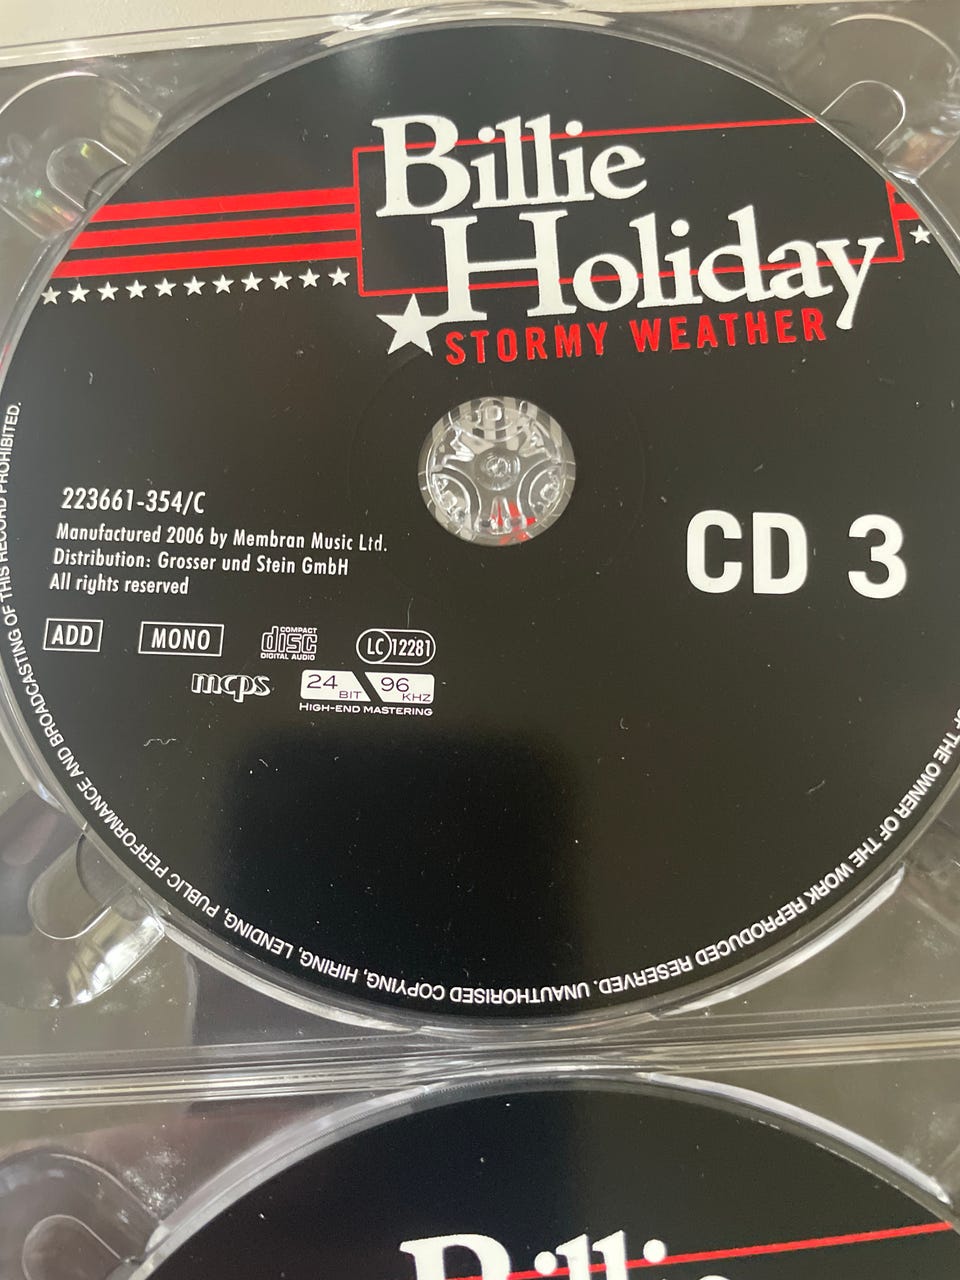 Billie
Holiday
STORMY WEATHER
223661-354/C
Manufactured 2006 by Membran Music Ltd.
Distribution: Grosser und Stein GmbH
All rights reserved
CD 3
ADD
MONO
COMPACT
disc
DIGITAL AUDIO
LC 12281
mcps
24 BIT 96 KHZ
HIGH-END MASTERING
OF THE OWNER OF THE WORK REPRODUCED RESERVED. UNAUTHORISED COPYING, HIRING, LENDING, PUBLIC PERFORMANCE AND BROADCASTING OF THIS RECORD PROHIBITED.
Billie